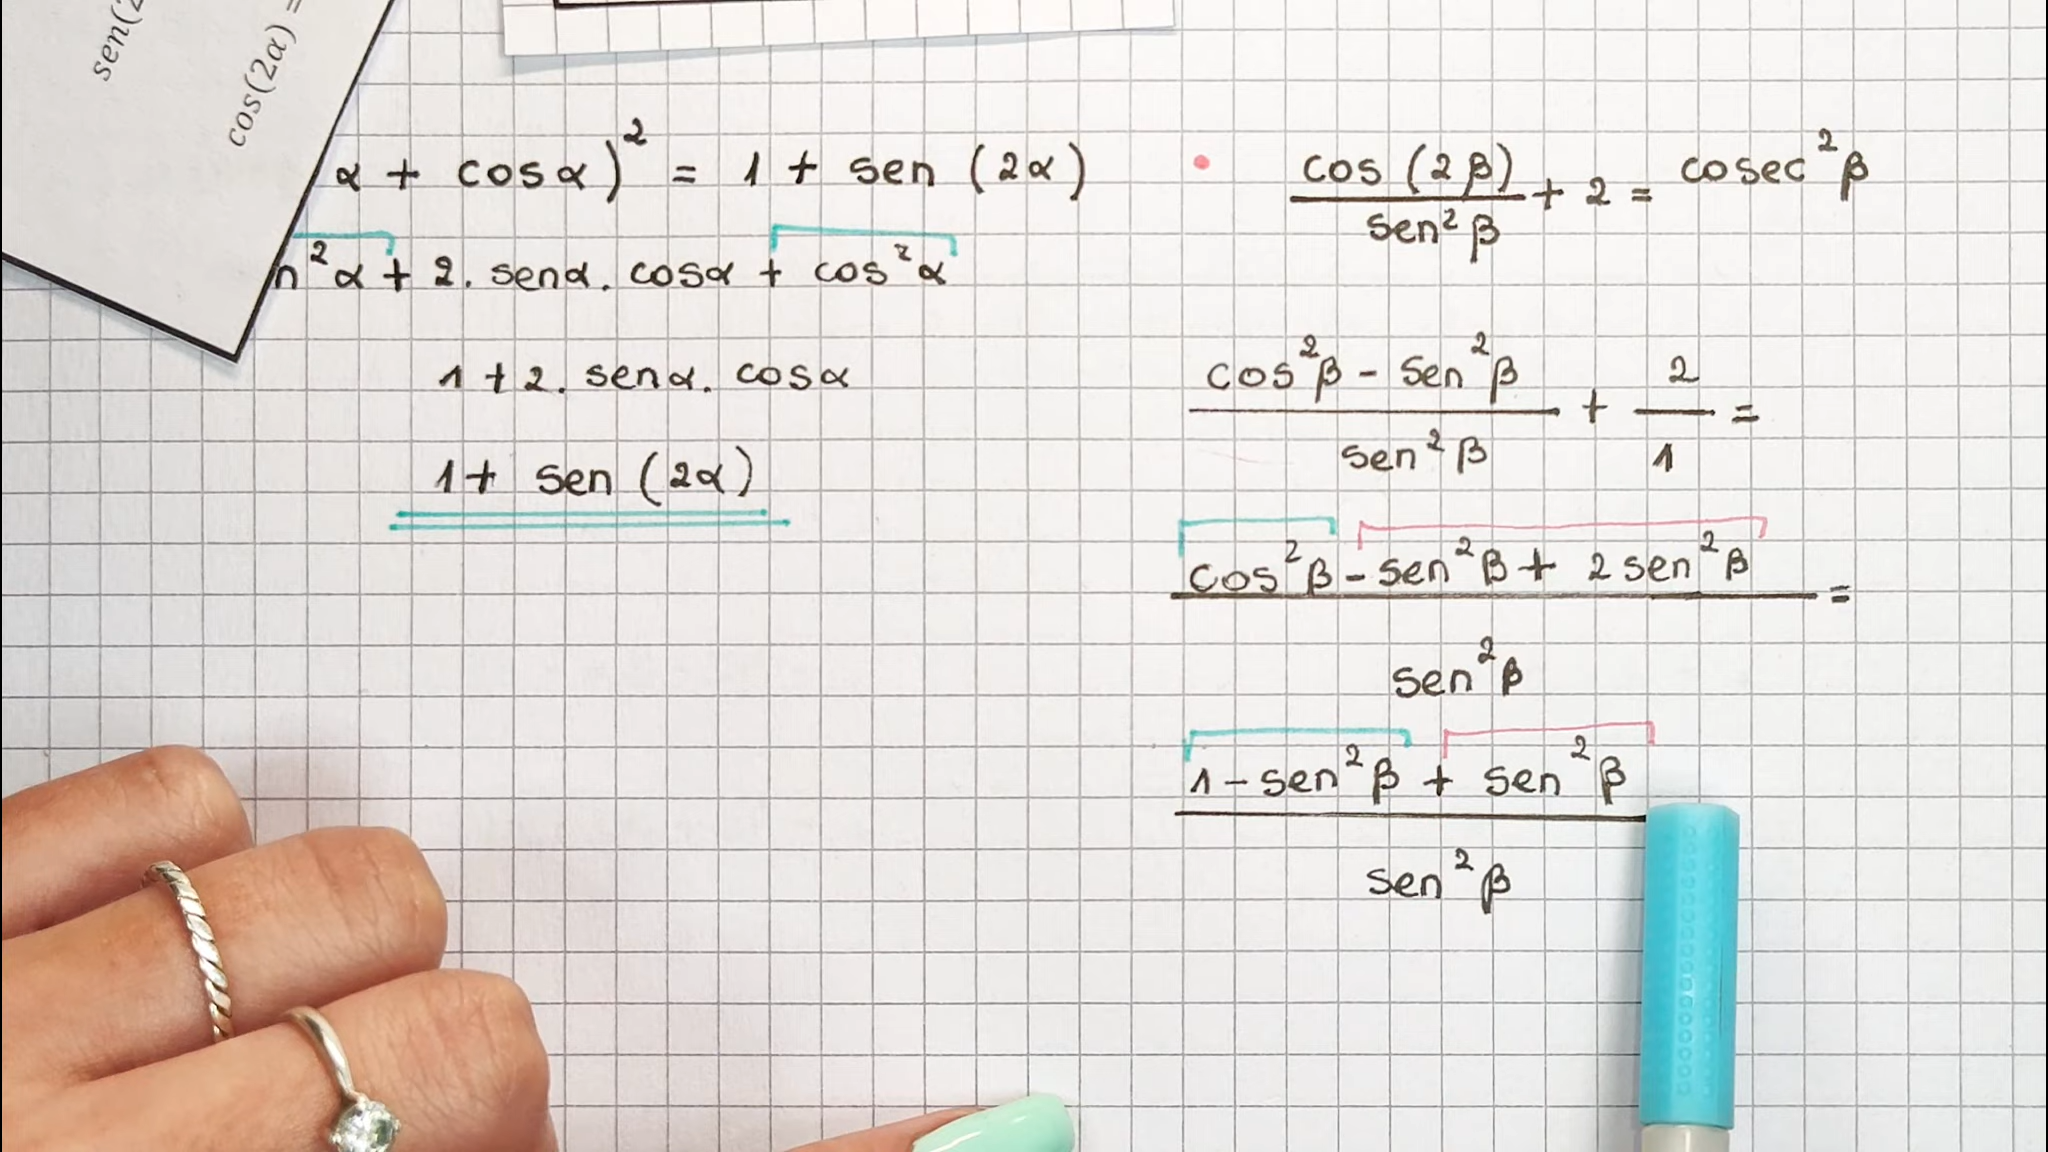 cos(2α) =
α + cosα)² = 1 + sen (2α)
n²α + 2. senα. cosα + cos²α
1 + 2. senα. cosα
1 + sen (2α)
cos (2β)/sen²β + 2 = cosec²β
cos²β - sen²β/sen²β + 2/1 =
cos²β - sen²β + 2 sen²β/sen²β =
1 - sen²β + sen²β/sen²β